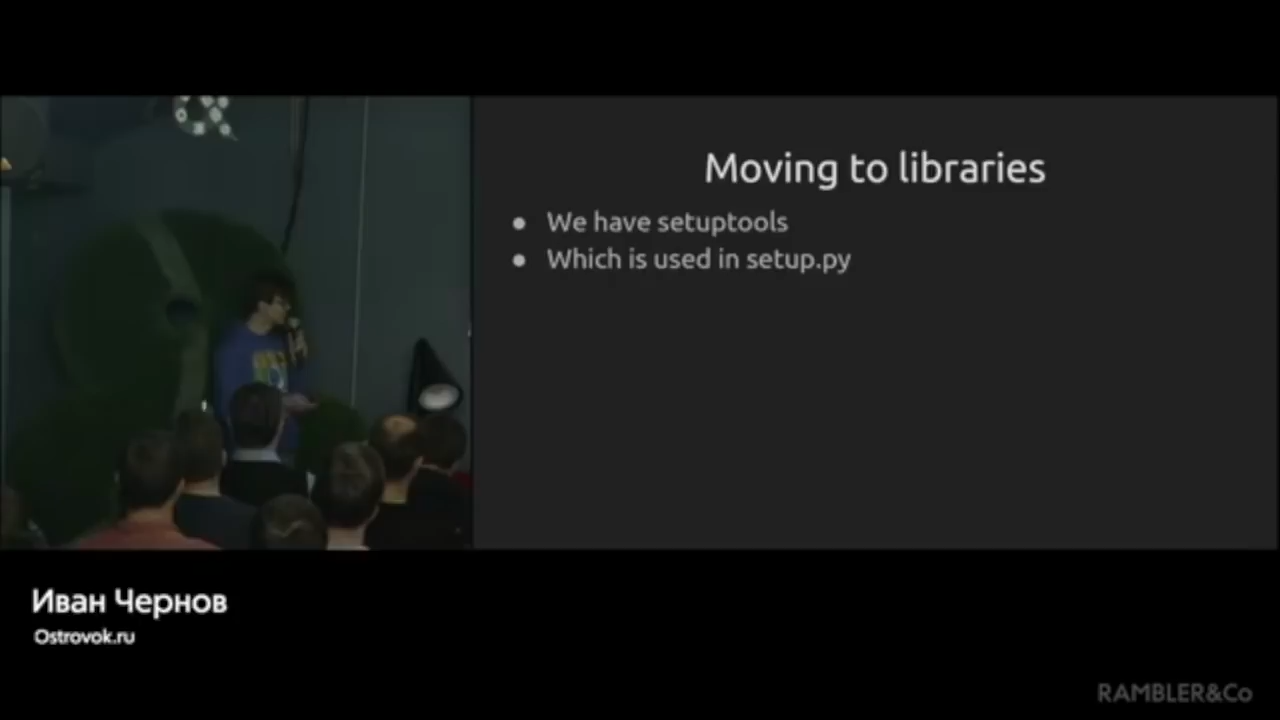 Moving to libraries
We have setuptools
Which is used in setup.py
Иван Чернов
Ostrovok.ru
RAMBLER&Co